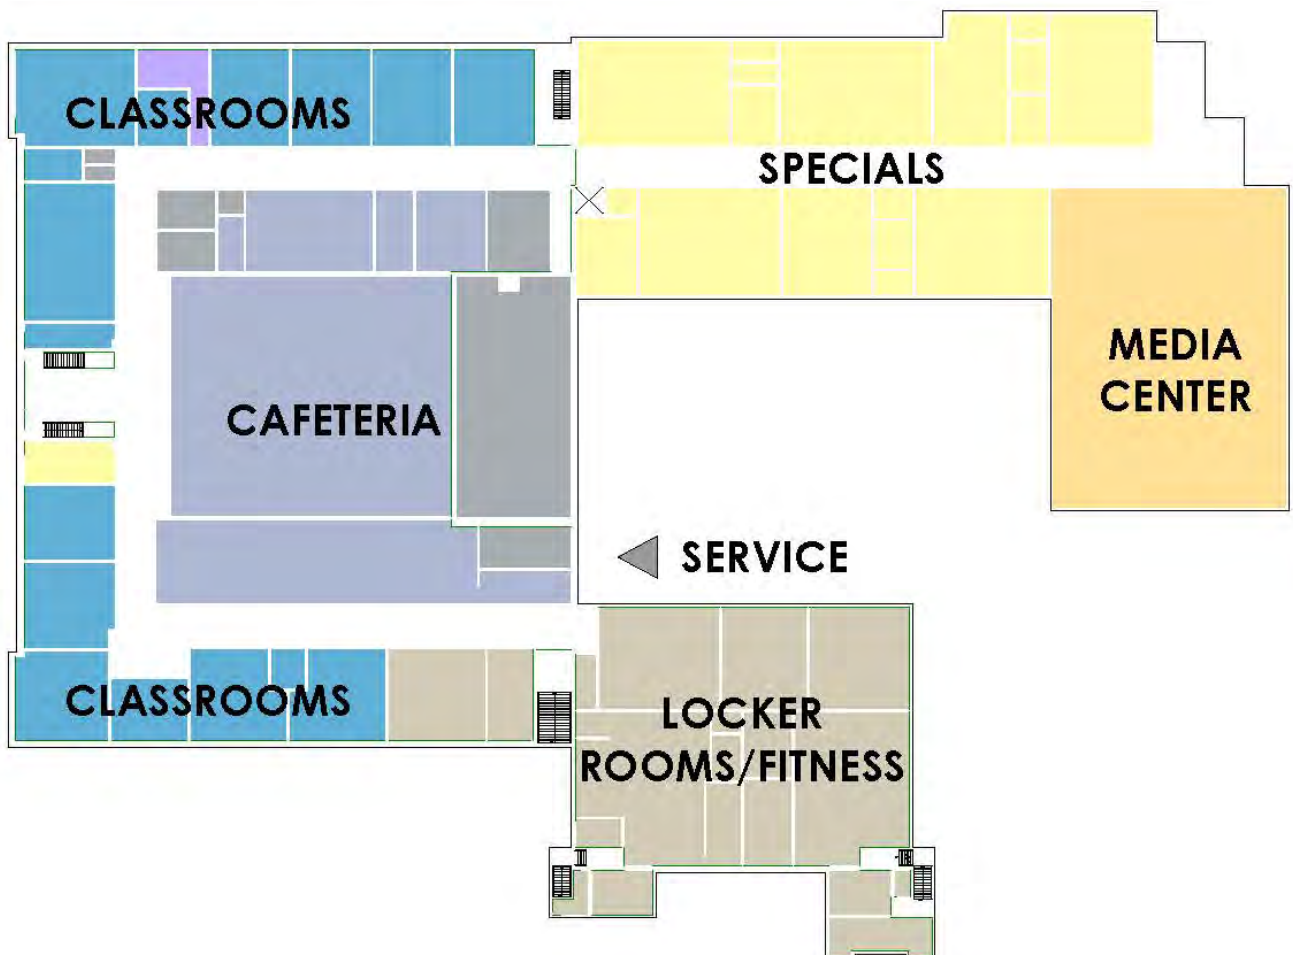 CLASSROOMS
SPECIALS
MEDIA
CENTER
CAFETERIA
SERVICE
CLASSROOMS
LOCKER
ROOMS/FITNESS